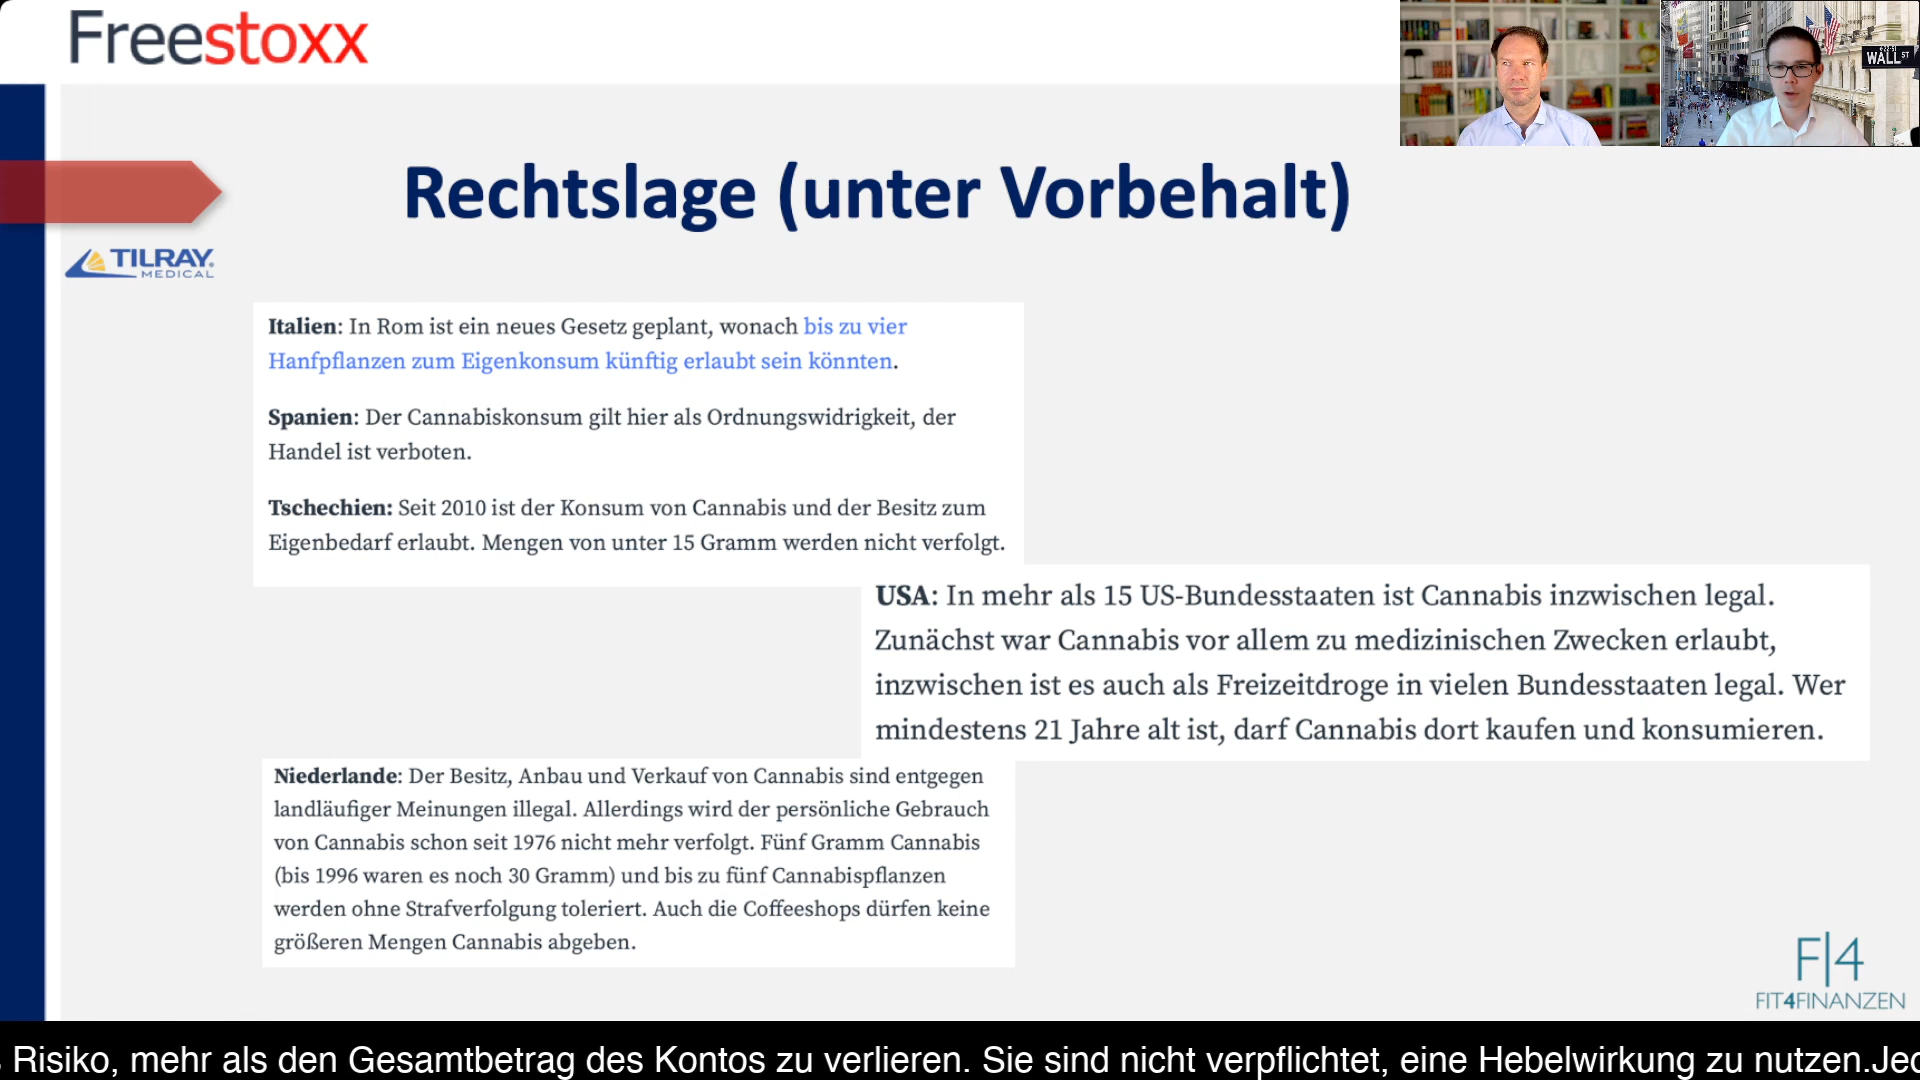 Freestoxx
WALL ST
Rechtslage (unter Vorbehalt)
TILRAY
MEDICAL
Italien: In Rom ist ein neues Gesetz geplant, wonach bis zu vier
Hanfpflanzen zum Eigenkonsum künftig erlaubt sein könnten.
Spanien: Der Cannabiskonsum gilt hier als Ordnungswidrigkeit, der
Handel ist verboten.
Tschechien: Seit 2010 ist der Konsum von Cannabis und der Besitz zum
Eigenbedarf erlaubt. Mengen von unter 15 Gramm werden nicht verfolgt.
USA: In mehr als 15 US-Bundesstaaten ist Cannabis inzwischen legal.
Zunächst war Cannabis vor allem zu medizinischen Zwecken erlaubt,
inzwischen ist es auch als Freizeitdroge in vielen Bundesstaaten legal. Wer
mindestens 21 Jahre alt ist, darf Cannabis dort kaufen und konsumieren.
Niederlande: Der Besitz, Anbau und Verkauf von Cannabis sind entgegen
landläufiger Meinungen illegal. Allerdings wird der persönliche Gebrauch
von Cannabis schon seit 1976 nicht mehr verfolgt. Fünf Gramm Cannabis
(bis 1996 waren es noch 30 Gramm) und bis zu fünf Cannabispflanzen
werden ohne Strafverfolgung toleriert. Auch die Coffeeshops dürfen keine
größeren Mengen Cannabis abgeben.
F|4
FIT4FINANZEN
Risiko, mehr als den Gesamtbetrag des Kontos zu verlieren. Sie sind nicht verpflichtet, eine Hebelwirkung zu nutzen.